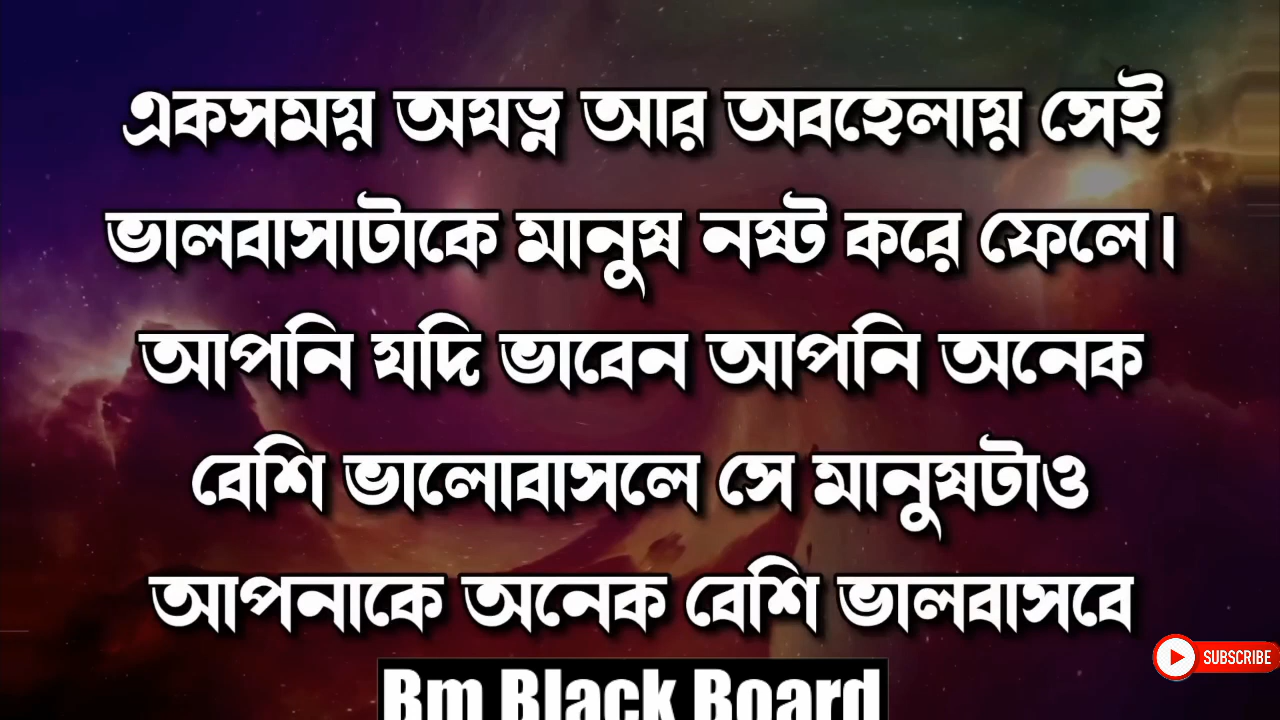 একসময় অযত্ন আর অবহেলায় সেই
ভালবাসাটাকে মানুষ নষ্ট করে ফেলে।
আপনি যদি ভাবেন আপনি অনেক
বেশি ভালোবাসলে সে মানুষটাও
আপনাকে অনেক বেশি ভালবাসবে
SUBSCRIBE
Bm Black Board